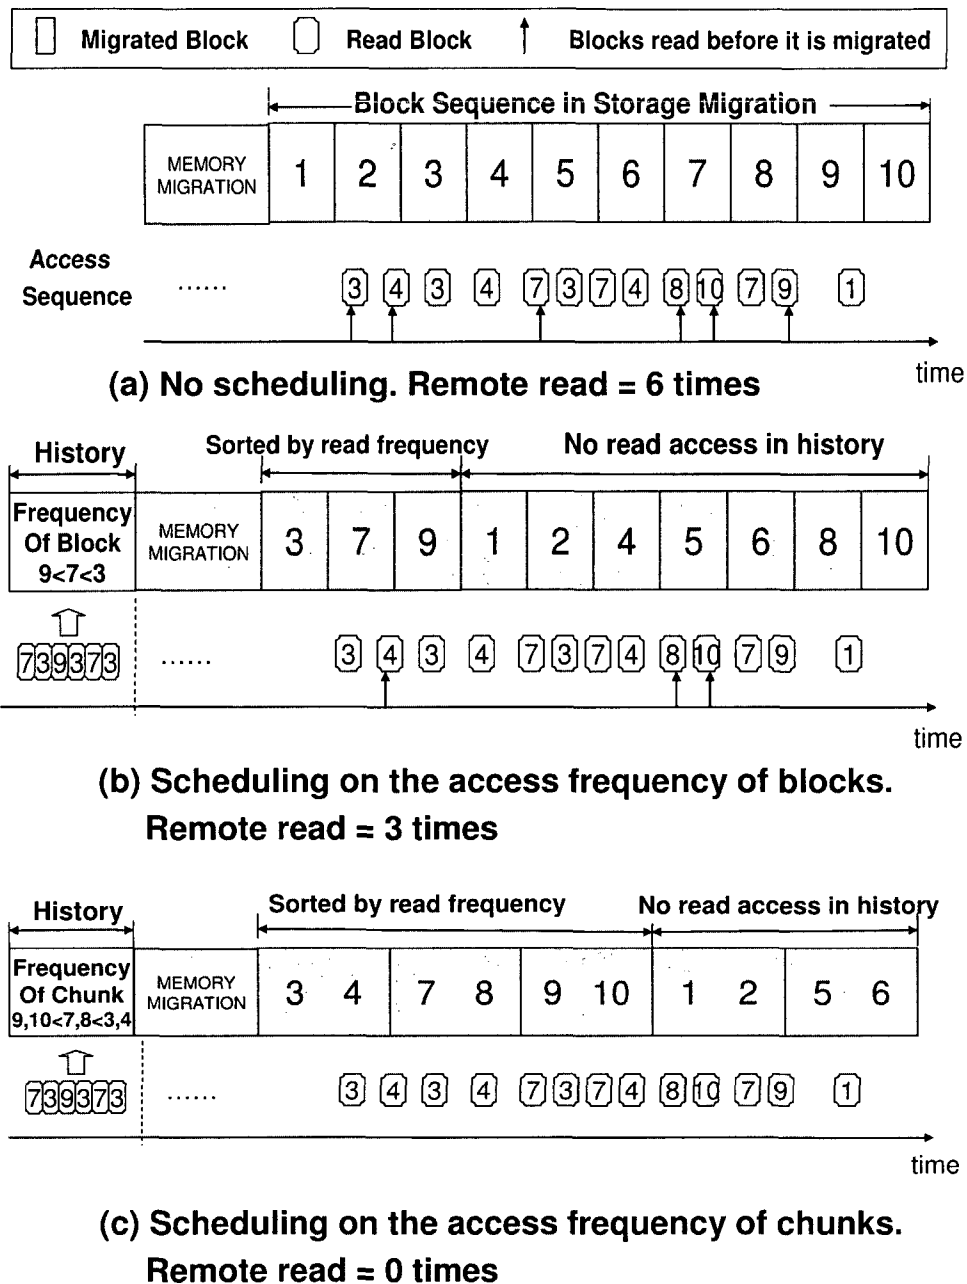 Migrated Block Read Block Blocks read before it is migrated
Block Sequence in Storage Migration
MEMORY MIGRATION 1 2 3 4 5 6 7 8 9 10
Access Sequence ...... 3 4 3 4 7 3 7 4 8 10 7 9 1
time
(a) No scheduling. Remote read = 6 times
History Sorted by read frequency No read access in history
Frequency Of Block 9<7<3 MEMORY MIGRATION 3 7 9 1 2 4 5 6 8 10
739373 ...... 3 4 3 4 7 3 7 4 8 10 7 9 1
time
(b) Scheduling on the access frequency of blocks.
Remote read = 3 times
History Sorted by read frequency No read access in history
Frequency Of Chunk 9,10<7,8<3,4 MEMORY MIGRATION 3 4 7 8 9 10 1 2 5 6
739373 ...... 3 4 3 4 7 3 7 4 8 10 7 9 1
time
(c) Scheduling on the access frequency of chunks.
Remote read = 0 times